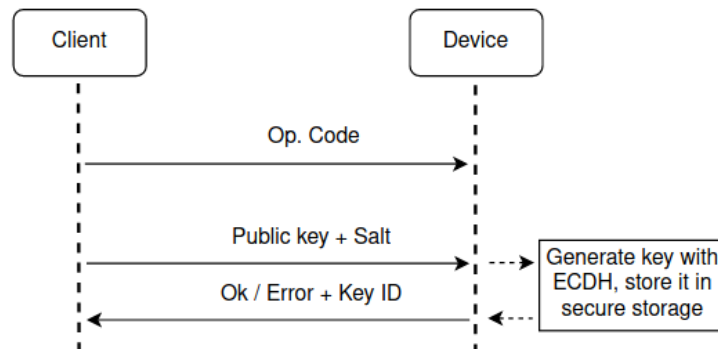 Client
Device
Op. Code
Public key + Salt
Generate key with
ECDH, store it in
secure storage
Ok / Error + Key ID